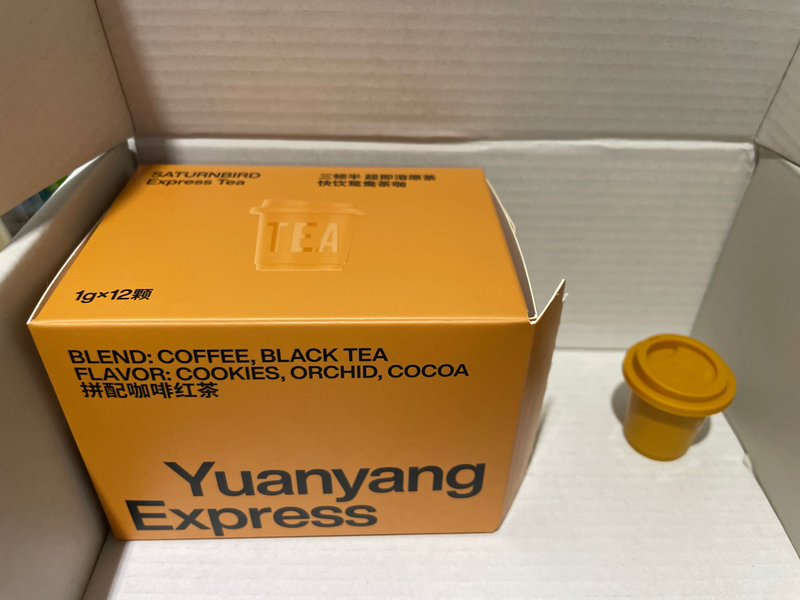 SATURNBIRD
Express Tea
三顿半 超即溶原茶
快饮鸳鸯茶咖
TEA
1g×12颗
BLEND: COFFEE, BLACK TEA
FLAVOR: COOKIES, ORCHID, COCOA
拼配咖啡红茶
Yuanyang
Express